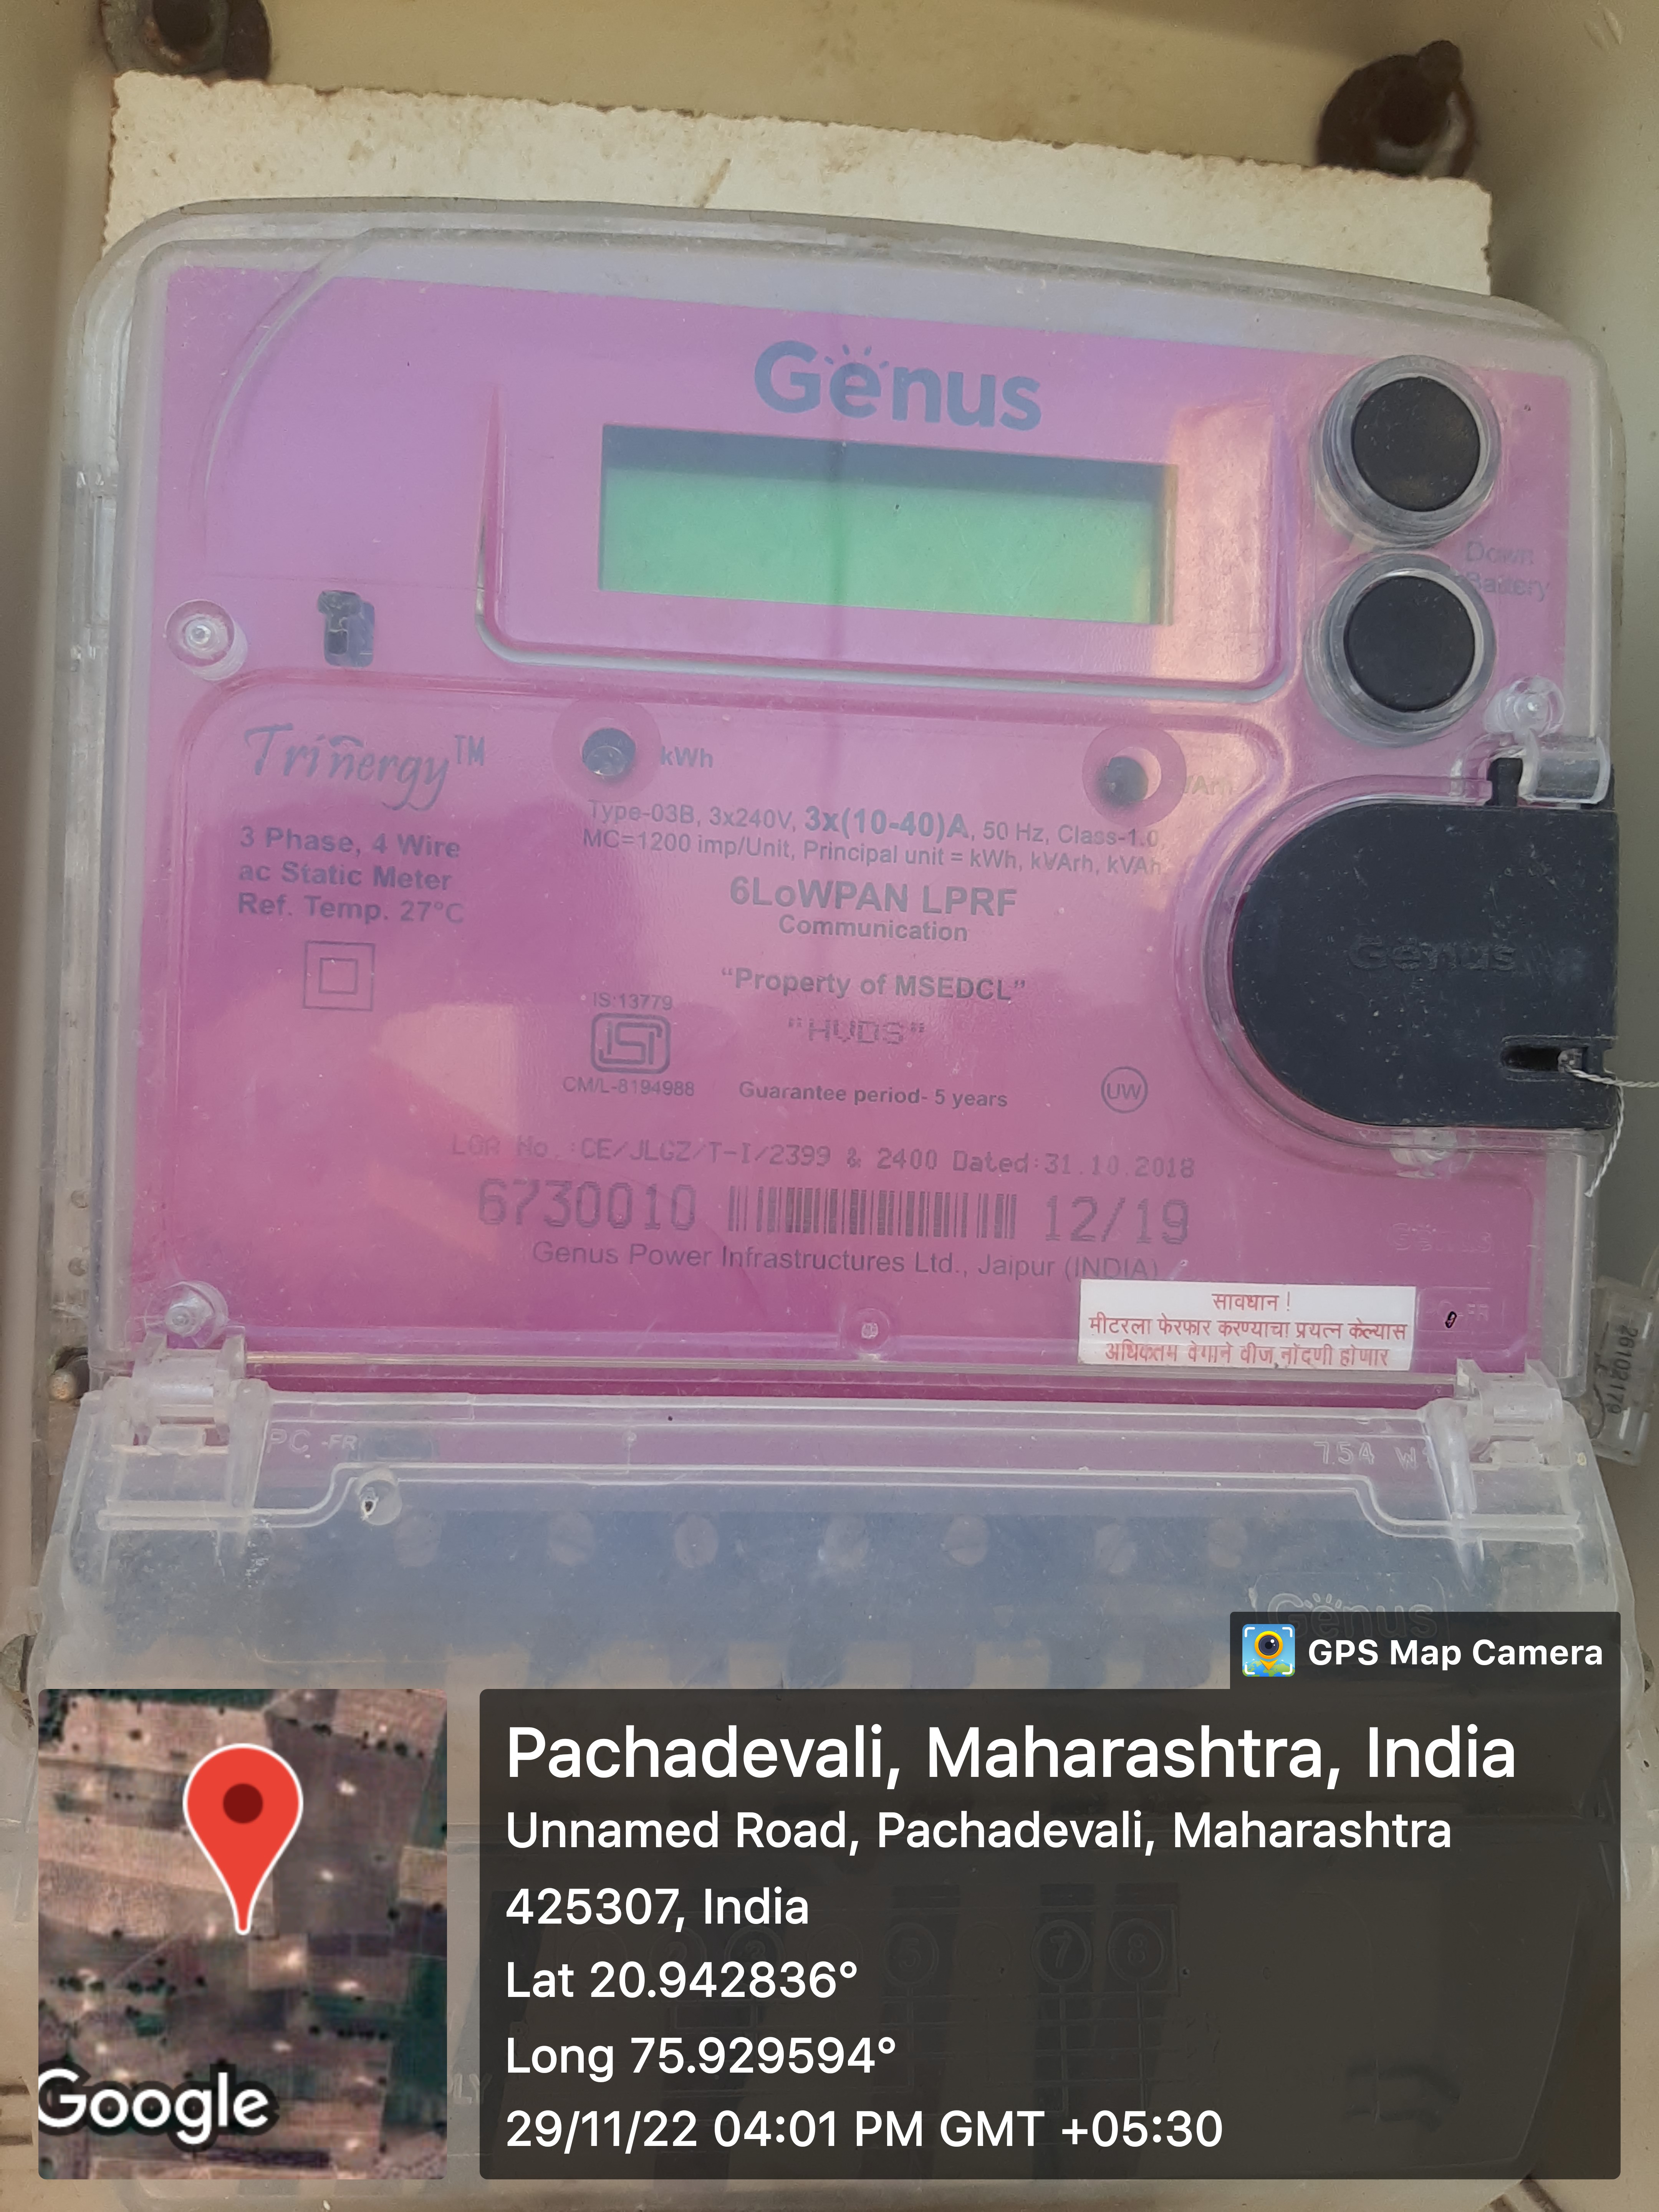 Genus
Down
Battery
Trinergy™
kWh
3 Phase, 4 Wire
ac Static Meter
Ref. Temp. 27°C
Type-03B, 3x240V, 3x(10-40)A, 50 Hz, Class-1.0
MC=1200 imp/Unit, Principal unit = kWh, kVArh, kVAh
6LoWPAN LPRF
Communication
"Property of MSEDCL"
"HVDS"
IS:13779
CM/L-8194988
Guarantee period- 5 years
UW
Genus
LOA No.:CE/JLGZ/T-I/2399 & 2400 Dated:31.10.2018
6730010 12/19
Genus Power Infrastructures Ltd., Jaipur (INDIA)
सावधान !
मीटरला फेरफार करण्याचा प्रयत्न केल्यास
अधिकतम वेगाने वीज नोंदणी होणार
PC -FR
754 W
Genus
GPS Map Camera
Pachadevali, Maharashtra, India
Unnamed Road, Pachadevali, Maharashtra
425307, India
Lat 20.942836°
Long 75.929594°
29/11/22 04:01 PM GMT +05:30
Google